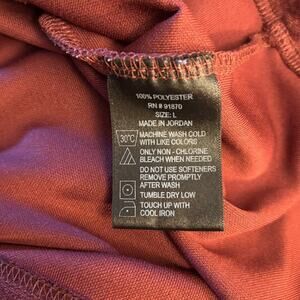 100% POLYESTER
RN # 91870
SIZE: L
MADE IN JORDAN
30°C MACHINE WASH COLD
WITH LIKE COLORS
ONLY NON - CHLORINE
BLEACH WHEN NEEDED
DO NOT USE SOFTENERS
REMOVE PROMPTLY
AFTER WASH
TUMBLE DRY LOW
TOUCH UP WITH
COOL IRON